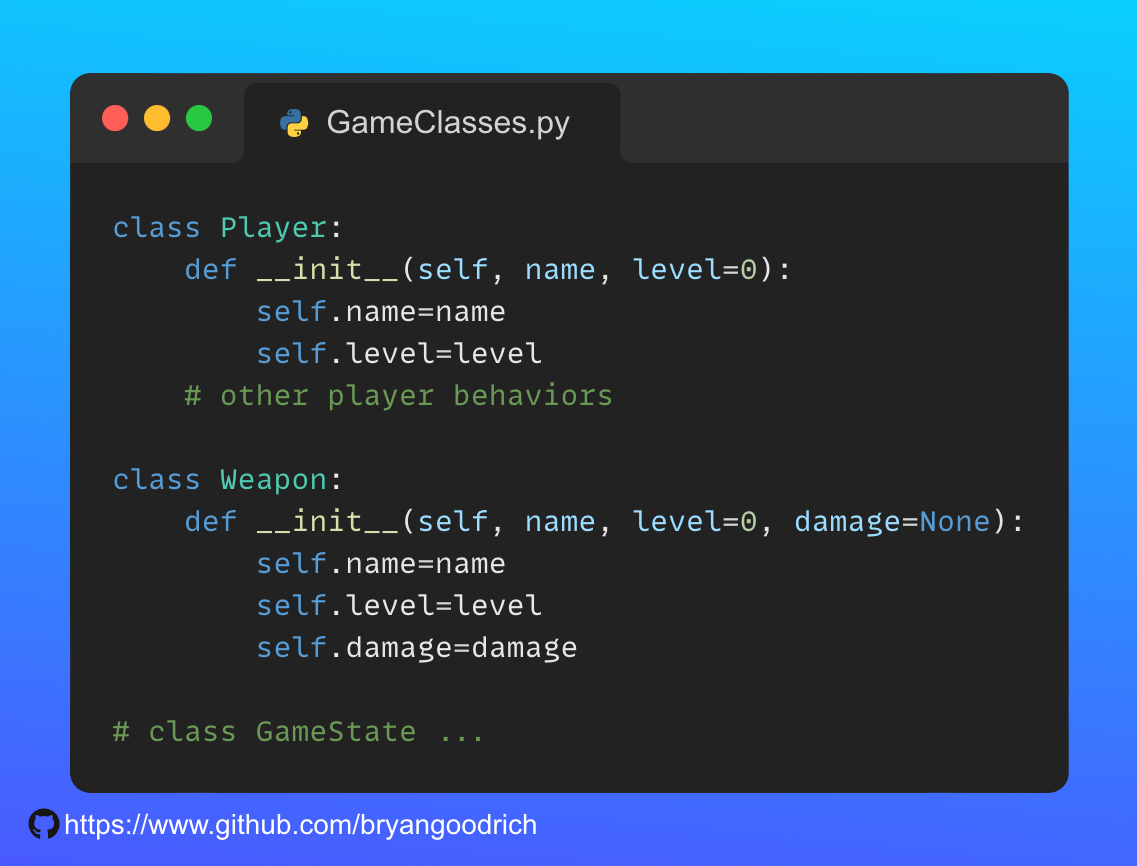 GameClasses.py
class Player:
    def __init__(self, name, level=0):
        self.name=name
        self.level=level
    # other player behaviors

class Weapon:
    def __init__(self, name, level=0, damage=None):
        self.name=name
        self.level=level
        self.damage=damage

# class GameState ...
https://www.github.com/bryangoodrich